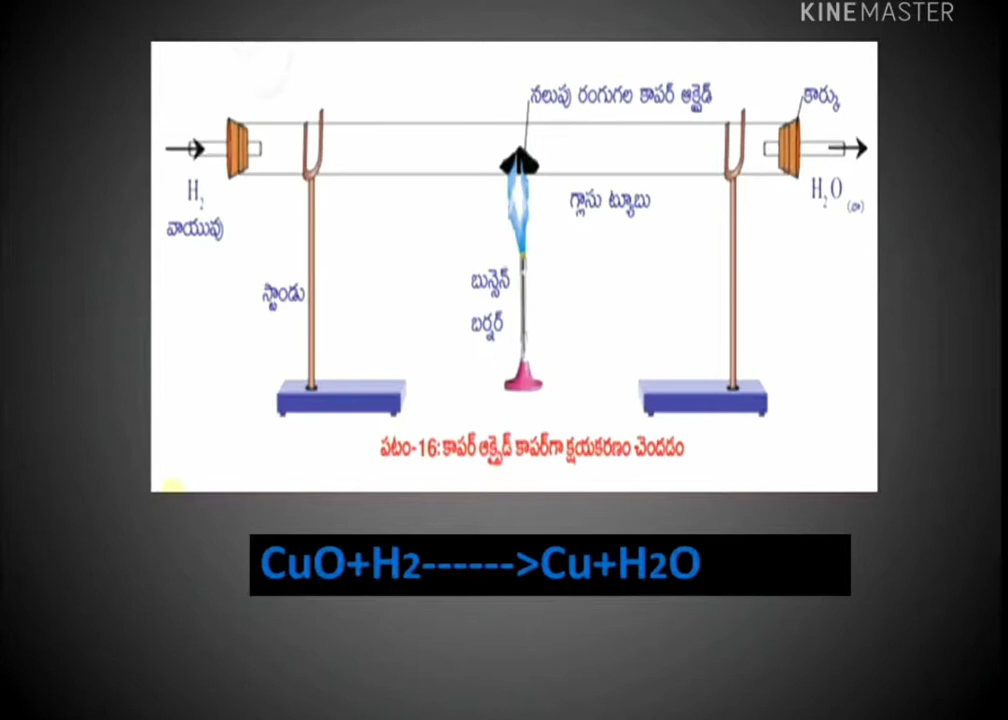 KINEMASTER
నలుపు రంగుగల కాపర్ ఆక్సైడ్
కార్కు
H2
వాయువు
H2O (వా)
గ్లాసు ట్యూబు
స్టాండు
బున్సెన్
బర్నర్
పటం-16: కాపర్ ఆక్సైడ్ కాపర్‌గా క్షయకరణం చెందడం
CuO+H2------>Cu+H2O